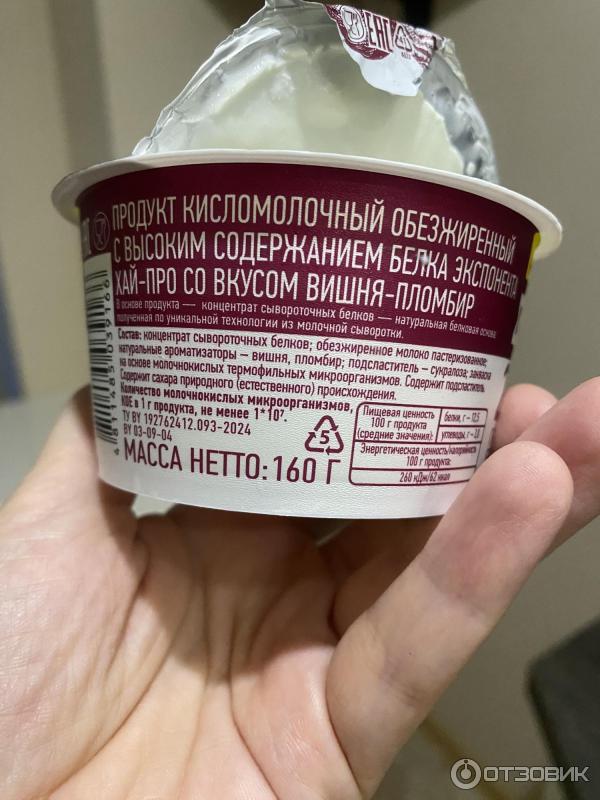 EAC
ПРОДУКТ КИСЛОМОЛОЧНЫЙ ОБЕЗЖИРЕННЫЙ
С ВЫСОКИМ СОДЕРЖАНИЕМ БЕЛКА ЭКСПОНЕНТА
ХАЙ-ПРО СО ВКУСОМ ВИШНЯ-ПЛОМБИР
В основе продукта — концентрат сывороточных белков — натуральная белковая основа,
полученная по уникальной технологии из молочной сыворотки.
Состав: концентрат сывороточных белков; обезжиренное молоко пастеризованное;
натуральные ароматизаторы – вишня, пломбир; подсластитель – сукралоза; закваска
на основе молочнокислых термофильных микроорганизмов. Содержит подсластитель.
Содержит сахара природного (естественного) происхождения.
Количество молочнокислых микроорганизмов,
КОЕ в 1 г продукта, не менее 1*10⁷.
ТУ BY 192762412.093-2024
BY 03-09-04
МАССА НЕТТО: 160 Г
5
Пищевая ценность
100 г продукта
(средние значения):
белки, г – 12,5
углеводы, г – 2,8
Энергетическая ценность/калорийность
100 г продукта:
260 кДж/62 ккал
ОТЗОВИК